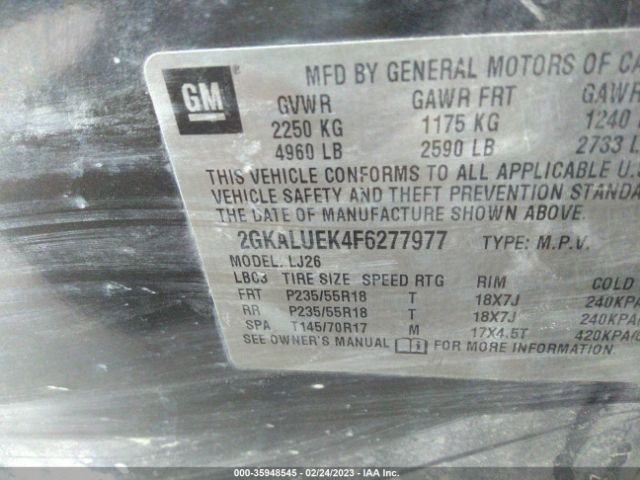 GM
MFD BY GENERAL MOTORS OF CA
GVWR GAWR FRT GAWR
2250 KG 1175 KG 1240
4960 LB 2590 LB 2733 L
THIS VEHICLE CONFORMS TO ALL APPLICABLE U.S
VEHICLE SAFETY AND THEFT PREVENTION STANDAR
THE DATE OF MANUFACTURE SHOWN ABOVE.
2GKALUEK4F6277977 TYPE: M.P.V.
MODEL: LJ26
LBC3 TIRE SIZE SPEED RTG RIM COLD
FRT P235/55R18 T 18X7J 240KPA
RR P235/55R18 T 18X7J 240KPA/
SPA T145/70R17 M 17X4.5T 420KPA/
SEE OWNER'S MANUAL FOR MORE INFORMATION.
000-35948545 - 02/24/2023 - IAA Inc.